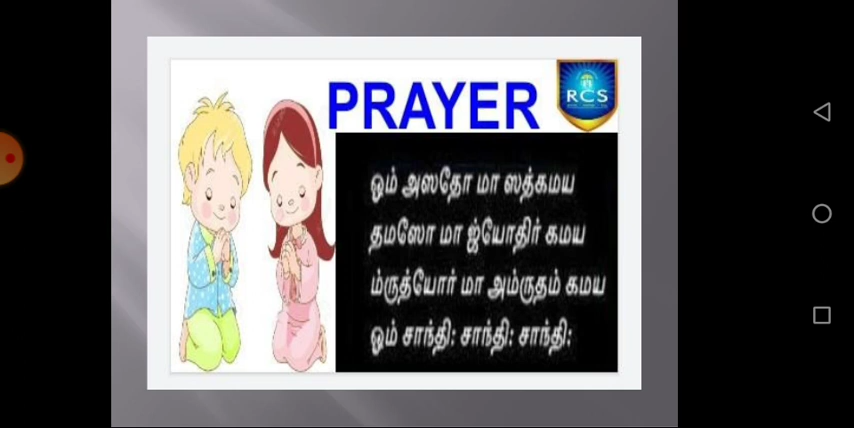 PRAYER
RCS
ஓம் அஸதோ மா ஸத்கமய
தமஸோ மா ஜ்யோதிர் கமய
ம்ருத்யோர் மா அம்ருதம் கமய
ஓம் சாந்தி: சாந்தி: சாந்தி: